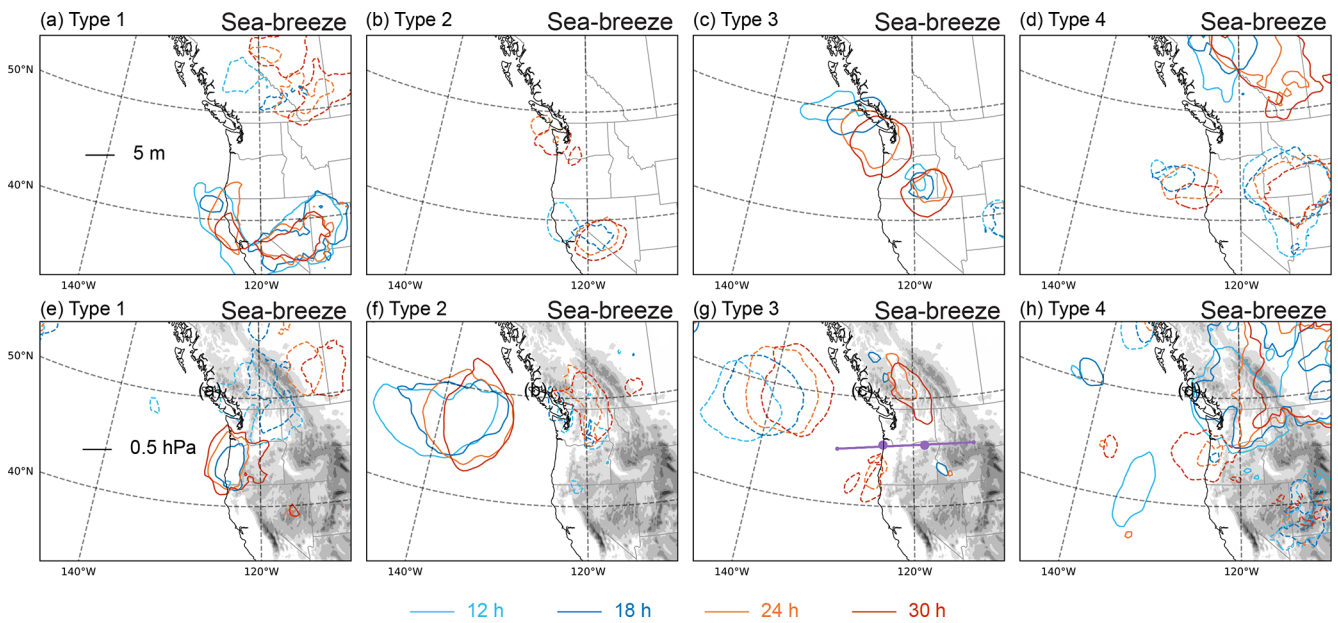 (a) Type 1 Sea-breeze (b) Type 2 Sea-breeze (c) Type 3 Sea-breeze (d) Type 4 Sea-breeze
50°N
5 m
40°N
140°W 120°W 140°W 120°W 140°W 120°W 140°W 120°W
(e) Type 1 Sea-breeze (f) Type 2 Sea-breeze (g) Type 3 Sea-breeze (h) Type 4 Sea-breeze
50°N
0.5 hPa
40°N
140°W 120°W 140°W 120°W 140°W 120°W 140°W 120°W
12 h 18 h 24 h 30 h